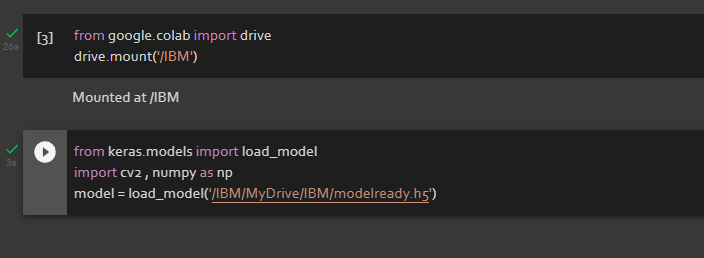 [3] from google.colab import drive
26s drive.mount('/IBM')
Mounted at /IBM
from keras.models import load_model
3s import cv2 , numpy as np
model = load_model('/IBM/MyDrive/IBM/modelready.h5')